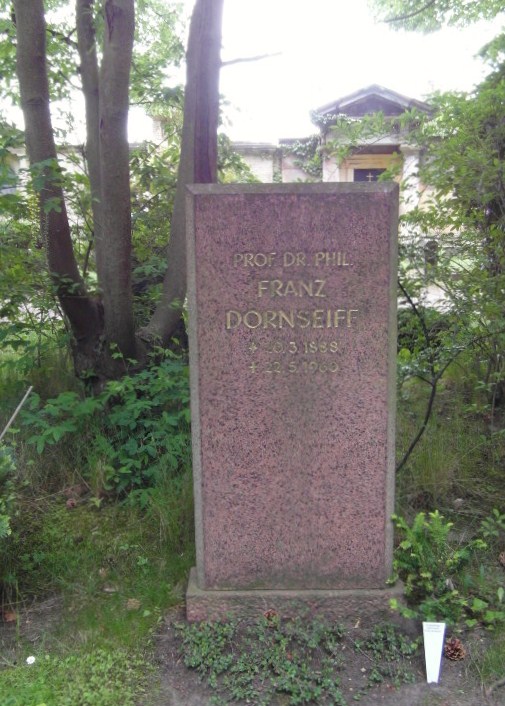 PROF. DR. PHIL.
FRANZ
DORNSEIFF
* 20.3.1888
✝ 22.5.1960